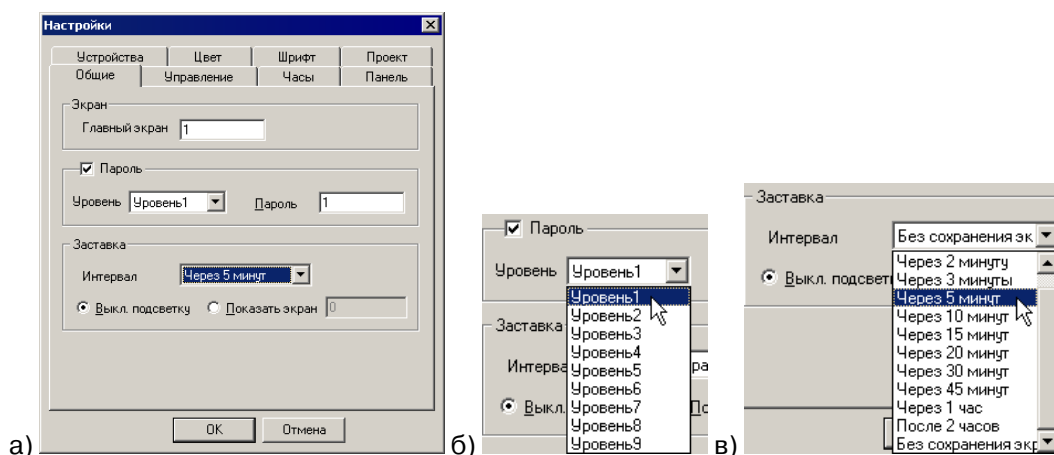 Настройки
Устройства Цвет Шрифт Проект
Общие Управление Часы Панель
Экран
Главный экран 1
Пароль
Уровень Уровень1 Пароль 1
Заставка
Интервал Через 5 минут
Выкл. подсветку Показать экран 0
OK Отмена
а)
Пароль
Уровень Уровень1
Уровень1
Уровень2
Заставка Уровень3
Уровень4
Интерва Уровень5 ра
Уровень6
Выкл. Уровень7 По
Уровень8
Уровень9
б)
Заставка
Интервал Без сохранения эк
Через 2 минуту
Выкл. подсвет Через 3 минуты
Через 5 минут
Через 10 минут
Через 15 минут
Через 20 минут
Через 30 минут
Через 45 минут
Через 1 час
После 2 часов
Без сохранения экр
в)